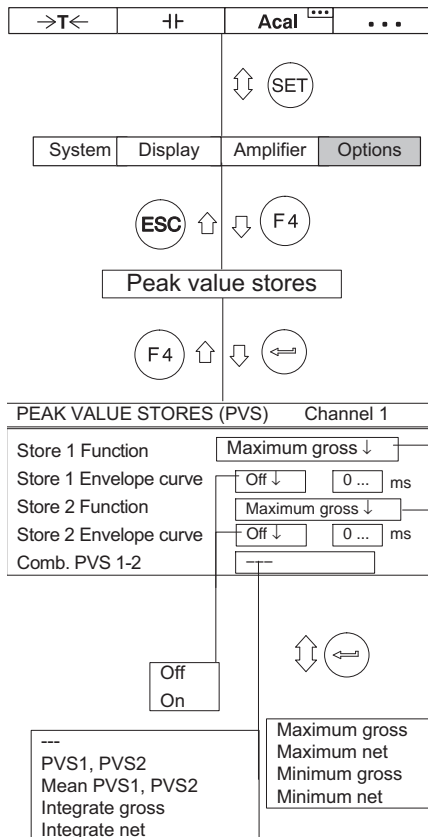 →T← ⊣⊢ Acal ... ...
SET
System Display Amplifier Options
ESC F4
Peak value stores
F4
PEAK VALUE STORES (PVS) Channel 1
Store 1 Function Maximum gross ↓
Store 1 Envelope curve Off ↓ 0 ... ms
Store 2 Function Maximum gross ↓
Store 2 Envelope curve Off ↓ 0 ... ms
Comb. PVS 1-2 ---
Off
On
---
PVS1, PVS2
Mean PVS1, PVS2
Integrate gross
Integrate net
Maximum gross
Maximum net
Minimum gross
Minimum net